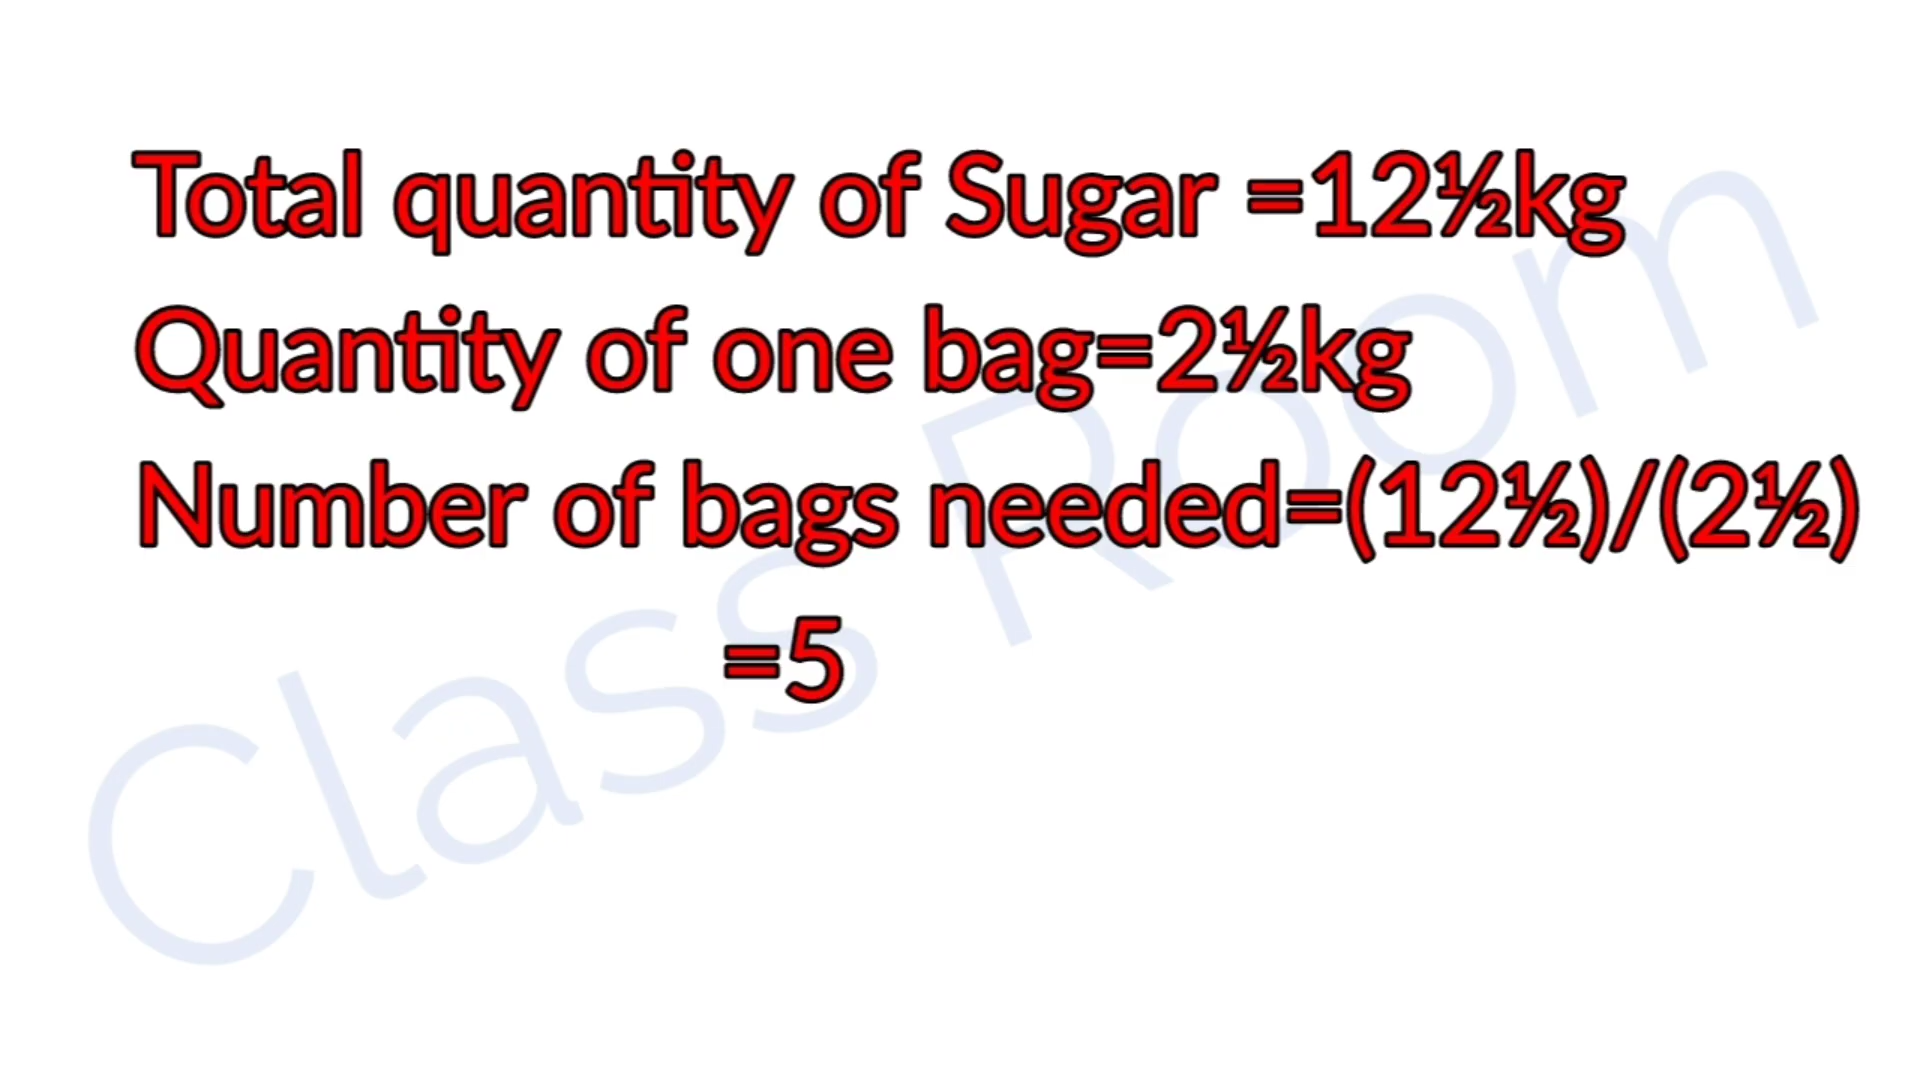 Total quantity of Sugar =12½kg
Quantity of one bag=2½kg
Number of bags needed=(12½)/(2½)
=5
Class Room